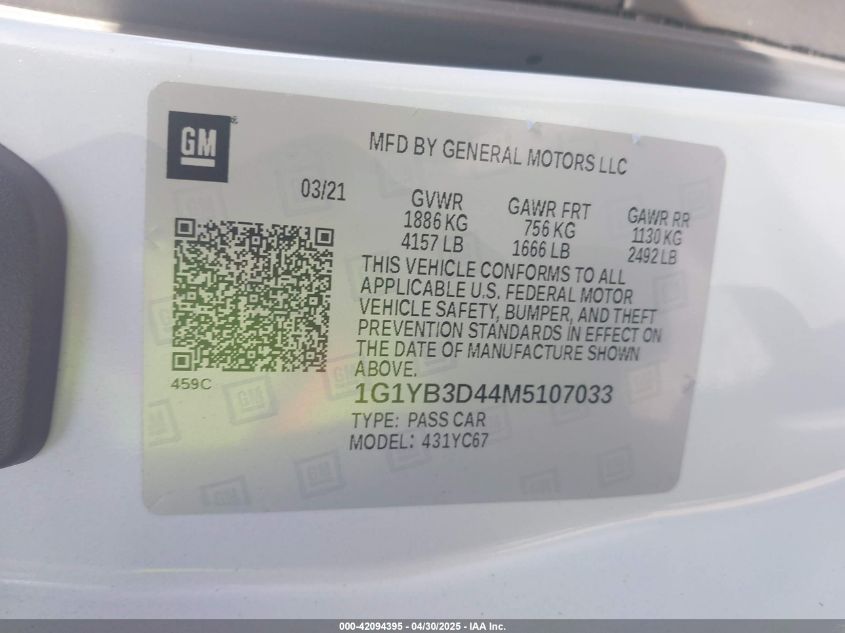 GM
MFD BY GENERAL MOTORS LLC
03/21
GVWR
1886 KG
4157 LB
GAWR FRT
756 KG
1666 LB
GAWR RR
1130 KG
2492 LB
THIS VEHICLE CONFORMS TO ALL
APPLICABLE U.S. FEDERAL MOTOR
VEHICLE SAFETY, BUMPER, AND THEFT
PREVENTION STANDARDS IN EFFECT ON
THE DATE OF MANUFACTURE SHOWN
ABOVE.
459C
1G1YB3D44M5107033
TYPE: PASS CAR
MODEL: 431YC67
000-42094395 - 04/30/2025 - IAA Inc.